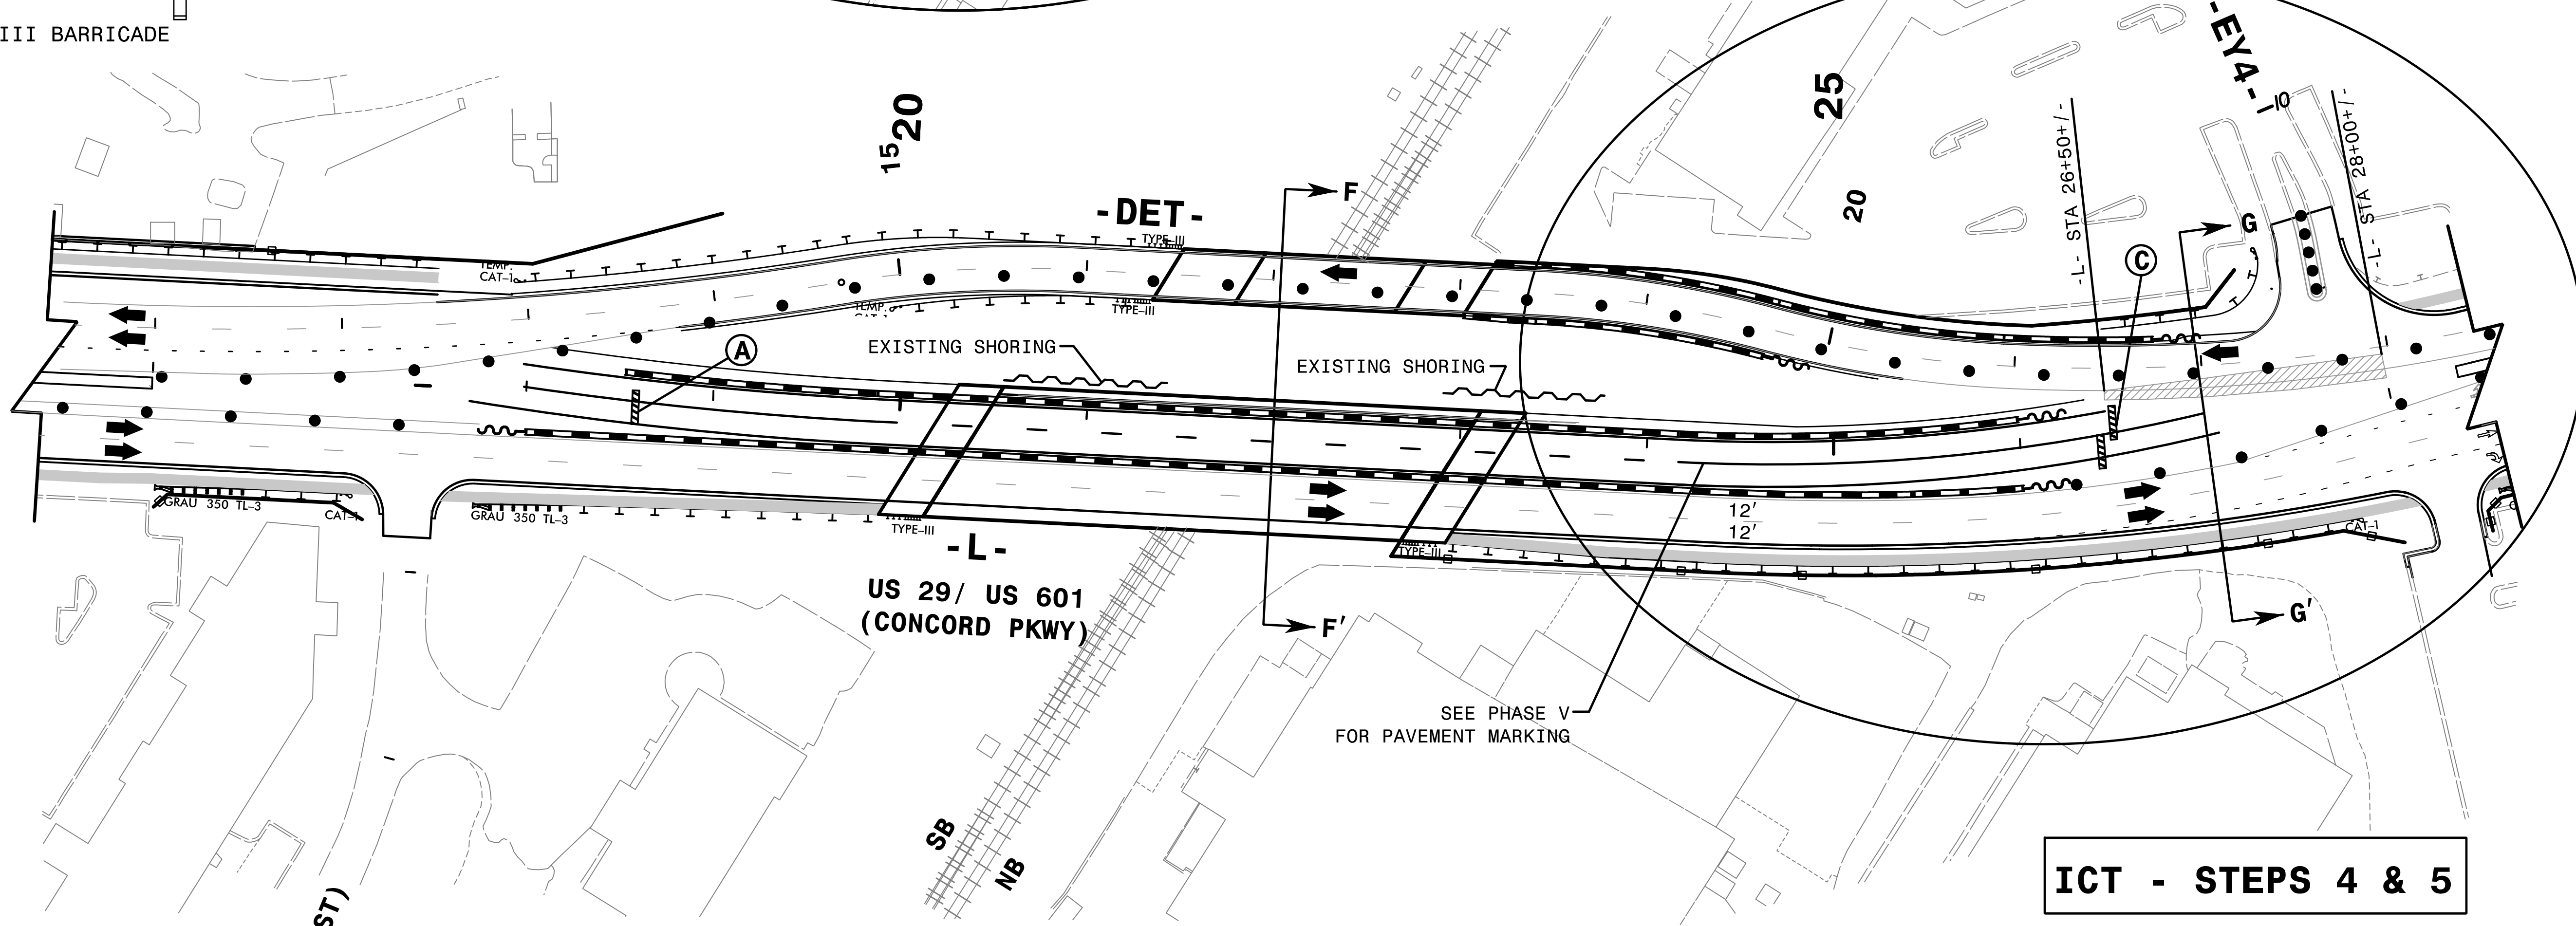 III BARRICADE
15
20
25
20
-EY4-
10
-L- STA 26+50+/-
-L- STA 28+00+/-
-DET-
F
G
C
TYPE-III
TEMP.
CAT-1
TEMP.
TYPE-III
A
EXISTING SHORING
EXISTING SHORING
GRAU 350 TL-3
CAT-1
GRAU 350 TL-3
TYPE-III
12'
12'
CAT-1
TYPE-III
-L-
US 29/ US 601
(CONCORD PKWY)
F'
G'
SEE PHASE V
FOR PAVEMENT MARKING
SB
NB
ST)
ICT - STEPS 4 & 5